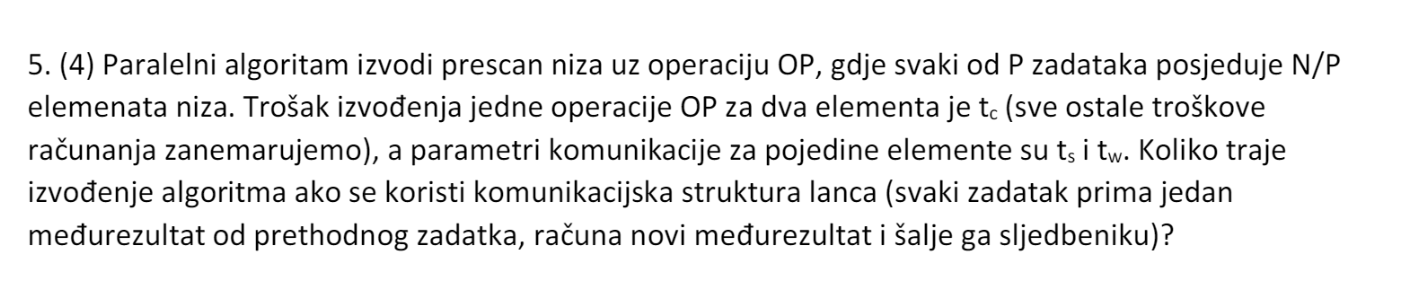 5. (4) Paralelni algoritam izvodi prescan niza uz operaciju OP, gdje svaki od P zadataka posjeduje N/P
elemenata niza. Trošak izvođenja jedne operacije OP za dva elementa je tc (sve ostale troškove
računanja zanemarujemo), a parametri komunikacije za pojedine elemente su ts i tw. Koliko traje
izvođenje algoritma ako se koristi komunikacijska struktura lanca (svaki zadatak prima jedan
međurezultat od prethodnog zadatka, računa novi međurezultat i šalje ga sljedbeniku)?